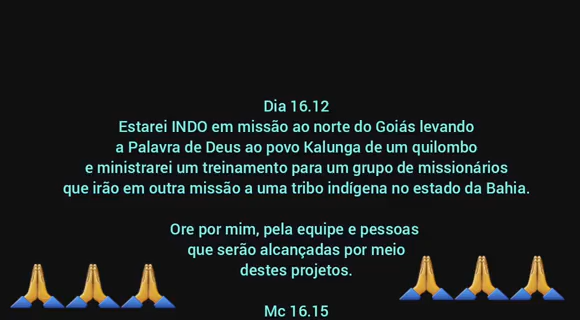 Dia 16.12
Estarei INDO em missão ao norte do Goiás levando
a Palavra de Deus ao povo Kalunga de um quilombo
e ministrarei um treinamento para um grupo de missionários
que irão em outra missão a uma tribo indígena no estado da Bahia.
Ore por mim, pela equipe e pessoas
que serão alcançadas por meio
destes projetos.
Mc 16.15